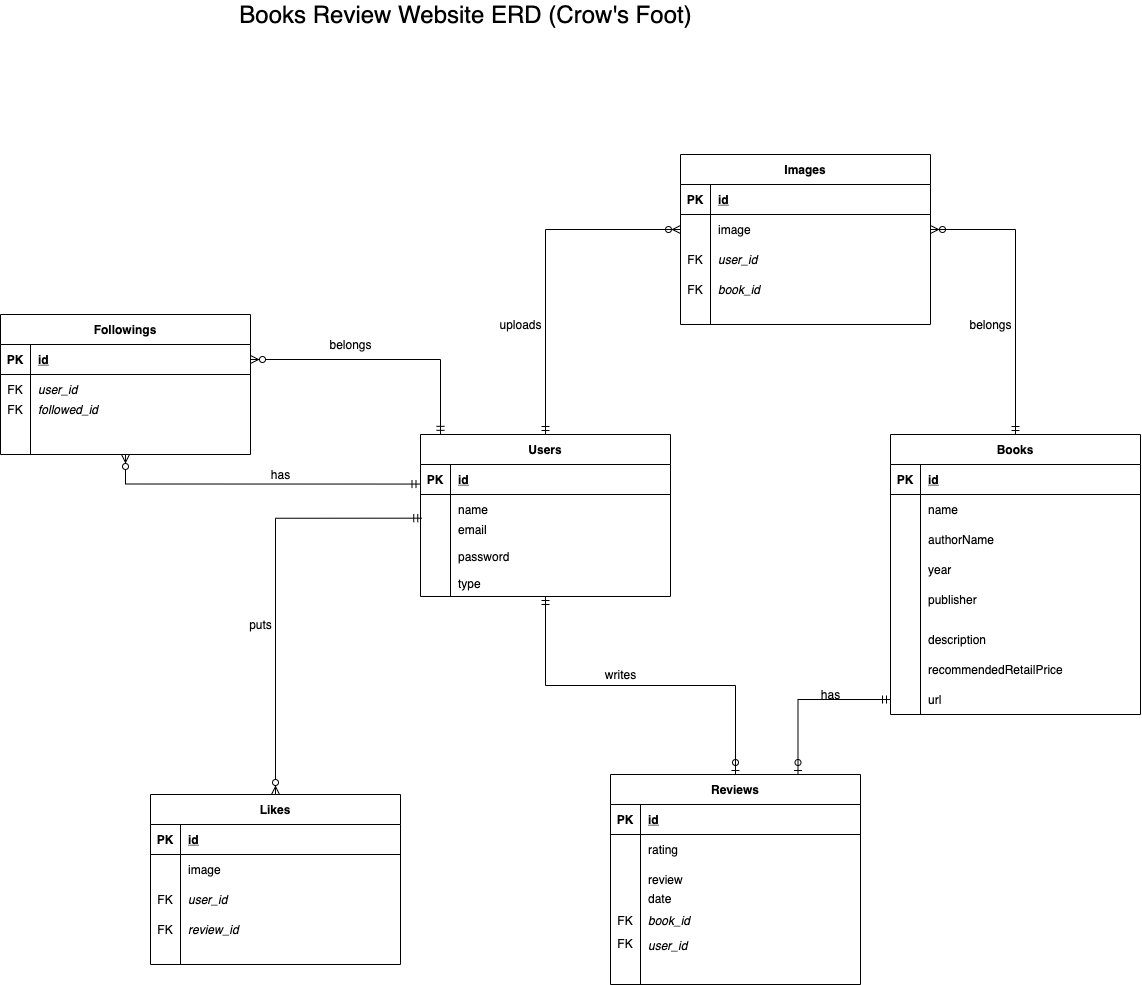 Books Review Website ERD (Crow's Foot)
Images
PK id
image
FK user_id
FK book_id
uploads
belongs
Followings
PK id
FK user_id
FK followed_id
belongs
has
Users
PK id
name
email
password
type
Books
PK id
name
authorName
year
publisher
description
recommendedRetailPrice
url
puts
writes
has
Likes
PK id
image
FK user_id
FK review_id
Reviews
PK id
rating
review
date
FK book_id
FK user_id